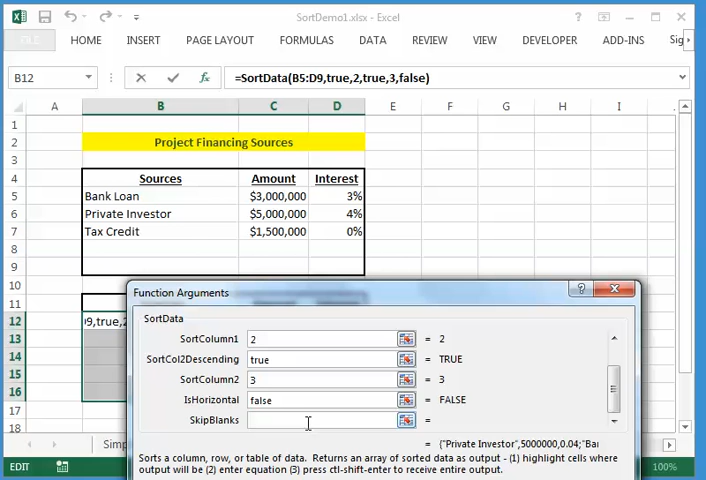 SortDemo1.xlsx - Excel
FILE HOME INSERT PAGE LAYOUT FORMULAS DATA REVIEW VIEW DEVELOPER ADD-INS Sig
B12 =SortData(B5:D9,true,2,true,3,false)
A B C D E F G H I
1
2 Project Financing Sources
3
4 Sources Amount Interest
5 Bank Loan $3,000,000 3%
6 Private Investor $5,000,000 4%
7 Tax Credit $1,500,000 0%
8
9
10
11
12 D9,true,2
13
14
15
16
17
18
Function Arguments
SortData
SortColumn1 2 = 2
SortCol2Descending true = TRUE
SortColumn2 3 = 3
IsHorizontal false = FALSE
SkipBlanks =
= {"Private Investor",5000000,0.04;"Ban
Sorts a column, row, or table of data. Returns an array of sorted data as output - (1) highlight cells where
output will be (2) enter equation (3) press ctl-shift-enter to receive entire output.
Simp
EDIT 100%